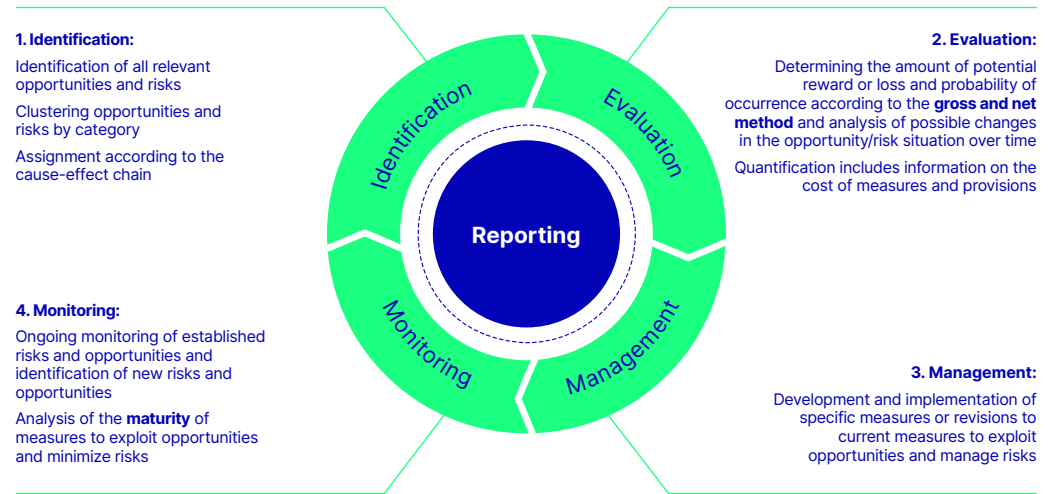 1. Identification:
Identification of all relevant
opportunities and risks
Clustering opportunities and
risks by category
Assignment according to the
cause-effect chain
2. Evaluation:
Determining the amount of potential
reward or loss and probability of
occurrence according to the gross and net
method and analysis of possible changes
in the opportunity/risk situation over time
Quantification includes information on the
cost of measures and provisions
Identification
Evaluation
Reporting
Monitoring
Management
4. Monitoring:
Ongoing monitoring of established
risks and opportunities and
identification of new risks and
opportunities
Analysis of the maturity of
measures to exploit opportunities
and minimize risks
3. Management:
Development and implementation of
specific measures or revisions to
current measures to exploit
opportunities and manage risks